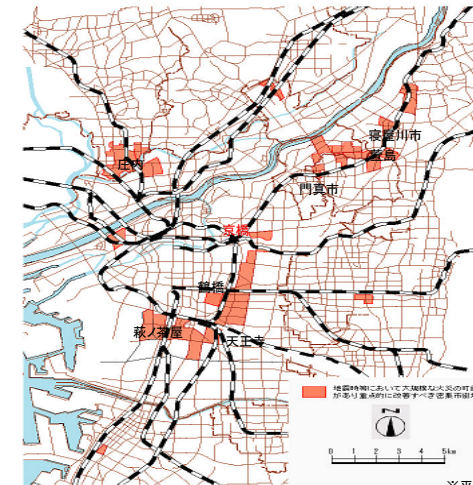 寝屋川市
庄内
萱島
門真市
京橋
鶴橋
萩ノ茶屋
天王寺
地震時等において大規模な火災の可能
があり重点的に改善すべき密集市街地
N
0 1 2 3 4 5km